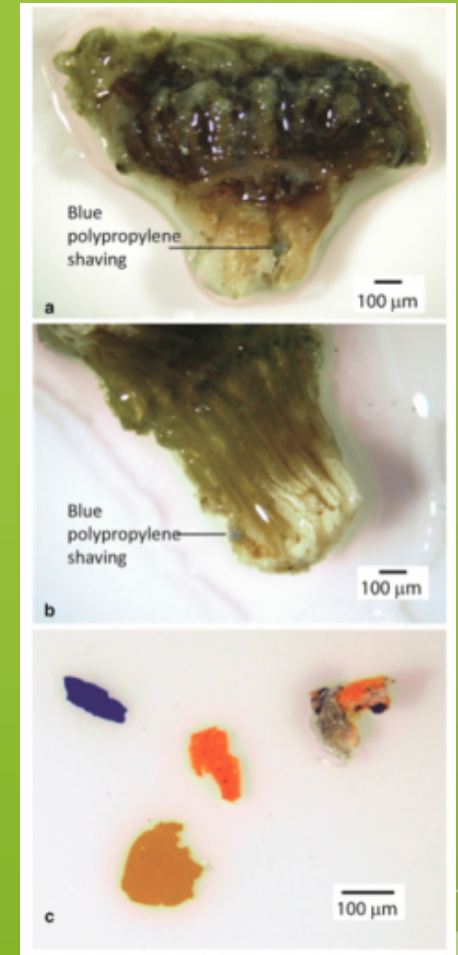 Blue
polypropylene
shaving
100 μm
a
Blue
polypropylene
shaving
100 μm
b
100 μm
c